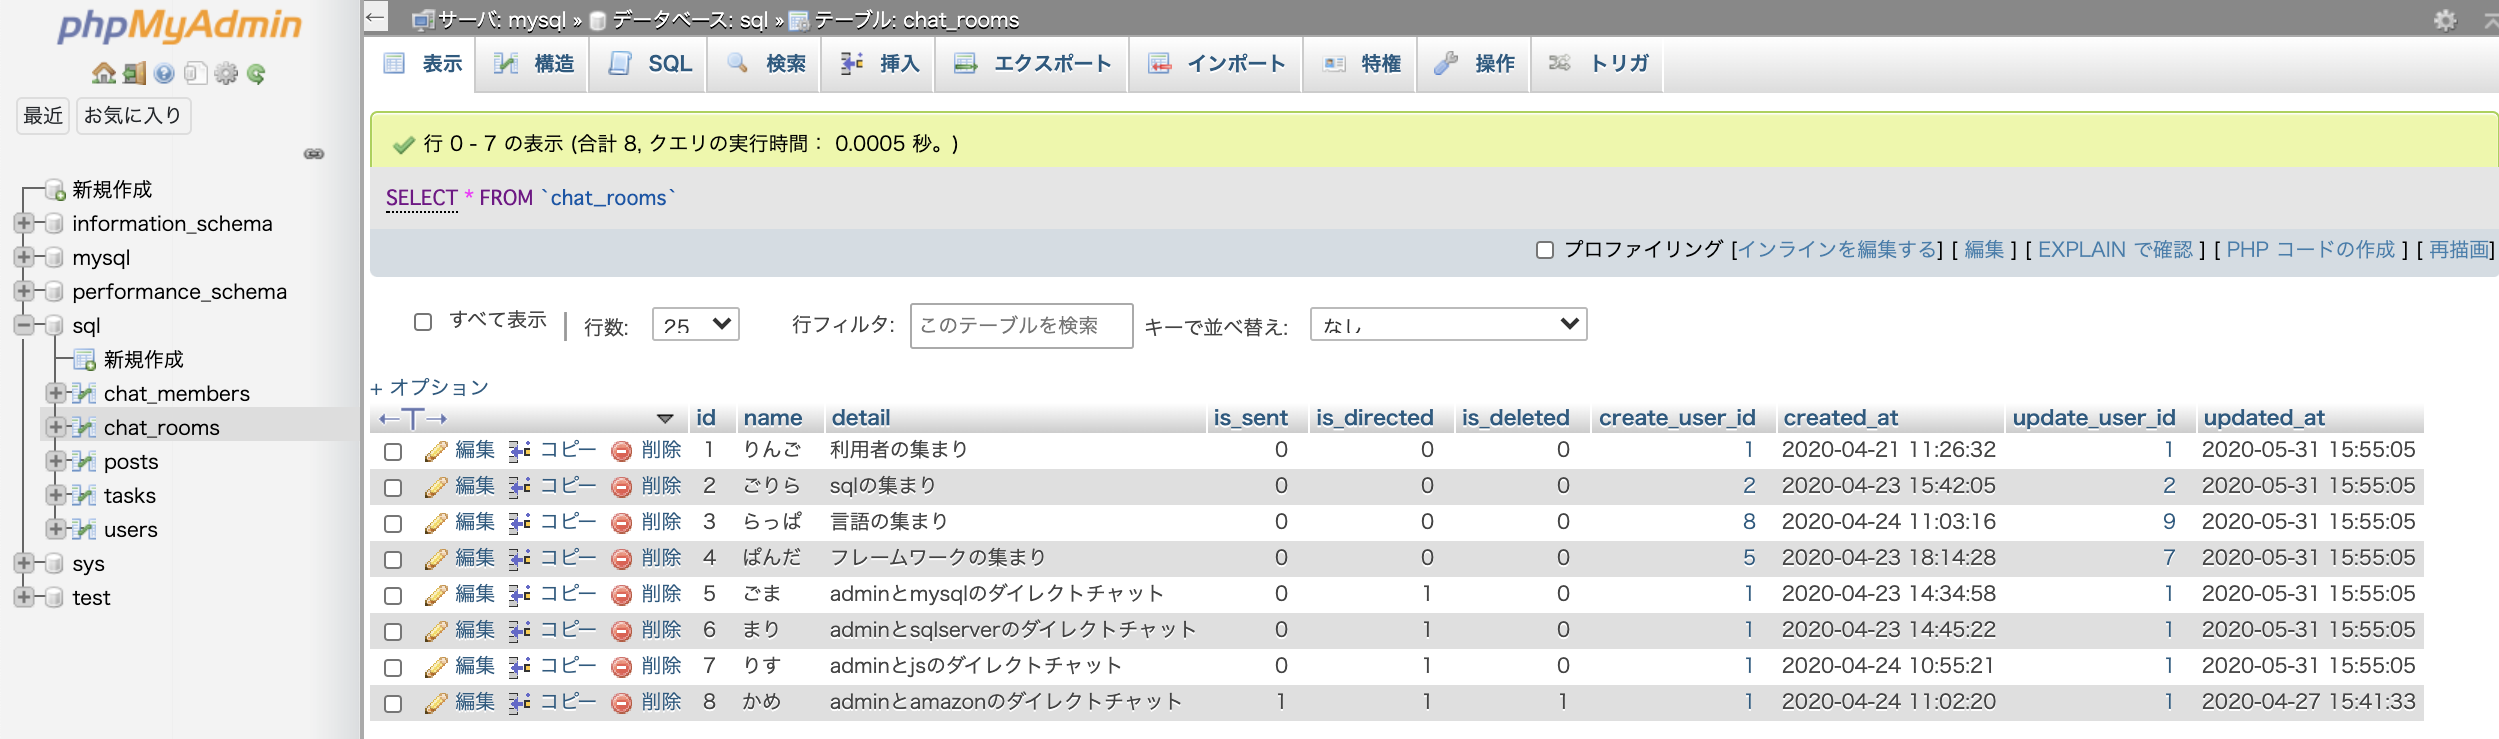 phpMyAdmin
最近 お気に入り
新規作成
information_schema
mysql
performance_schema
sql
新規作成
chat_members
chat_rooms
posts
tasks
users
sys
test
← サーバ: mysql » データベース: sql » テーブル: chat_rooms
表示 構造 SQL 検索 挿入 エクスポート インポート 特権 操作 トリガ
行 0 - 7 の表示 (合計 8, クエリの実行時間： 0.0005 秒。)
SELECT * FROM `chat_rooms`
プロファイリング [インラインを編集する] [ 編集 ] [ EXPLAIN で確認 ] [ PHP コードの作成 ] [ 再描画]
すべて表示 | 行数: 25 行フィルタ: このテーブルを検索 キーで並べ替え: なし
+ オプション
←T→ ▼ id name detail is_sent is_directed is_deleted create_user_id created_at update_user_id updated_at
編集 コピー 削除 1 りんご 利用者の集まり 0 0 0 1 2020-04-21 11:26:32 1 2020-05-31 15:55:05
編集 コピー 削除 2 ごりら sqlの集まり 0 0 0 2 2020-04-23 15:42:05 2 2020-05-31 15:55:05
編集 コピー 削除 3 らっぱ 言語の集まり 0 0 0 8 2020-04-24 11:03:16 9 2020-05-31 15:55:05
編集 コピー 削除 4 ぱんだ フレームワークの集まり 0 0 0 5 2020-04-23 18:14:28 7 2020-05-31 15:55:05
編集 コピー 削除 5 ごま adminとmysqlのダイレクトチャット 0 1 0 1 2020-04-23 14:34:58 1 2020-05-31 15:55:05
編集 コピー 削除 6 まり adminとsqlserverのダイレクトチャット 0 1 0 1 2020-04-23 14:45:22 1 2020-05-31 15:55:05
編集 コピー 削除 7 りす adminとjsのダイレクトチャット 0 1 0 1 2020-04-24 10:55:21 1 2020-05-31 15:55:05
編集 コピー 削除 8 かめ adminとamazonのダイレクトチャット 1 1 1 1 2020-04-24 11:02:20 1 2020-04-27 15:41:33